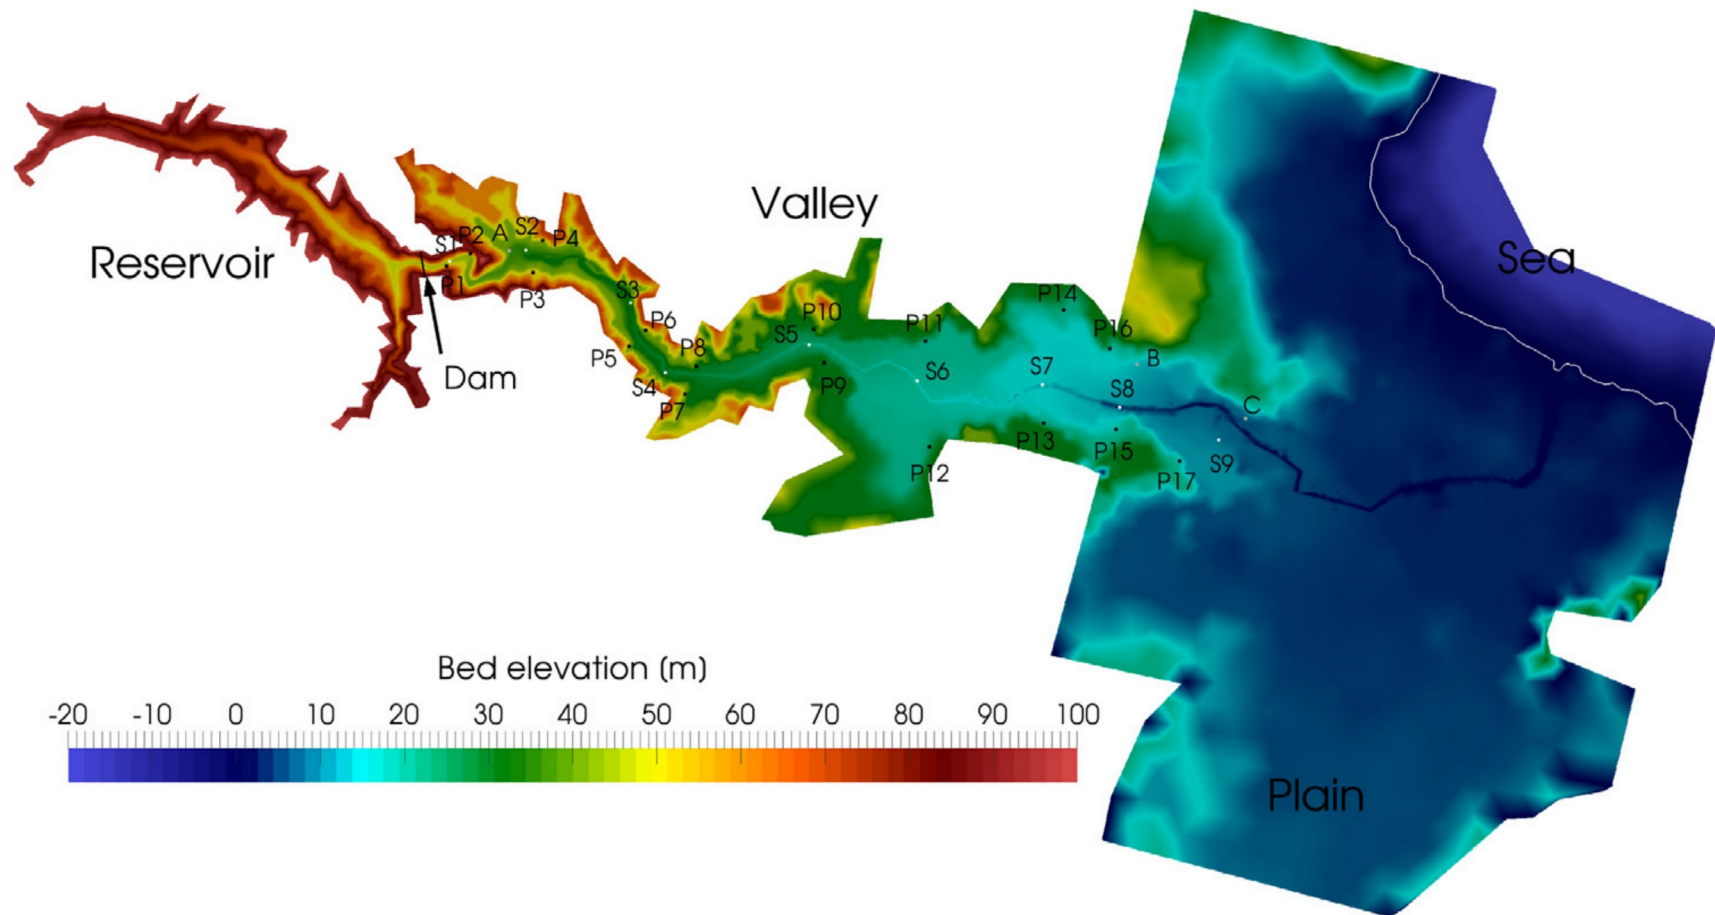 Valley
Reservoir
Sea
S1
P2
A
S2
P4
P1
P3
Dam
S3
P6
P5
P8
S4
P7
P10
S5
P9
P11
S6
P12
P14
S7
P13
P16
B
S8
P15
C
S9
P17
Bed elevation (m)
-20 -10 0 10 20 30 40 50 60 70 80 90 100
Plain